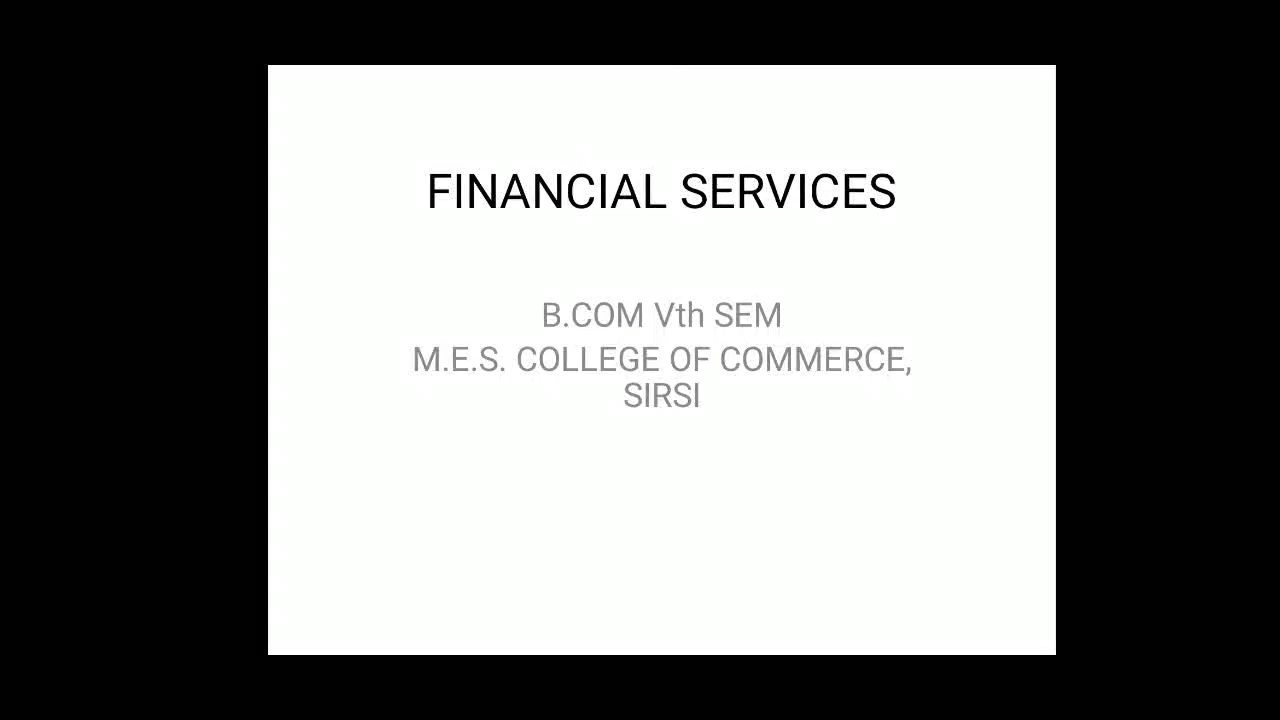 FINANCIAL SERVICES
B.COM Vth SEM
M.E.S. COLLEGE OF COMMERCE,
SIRSI